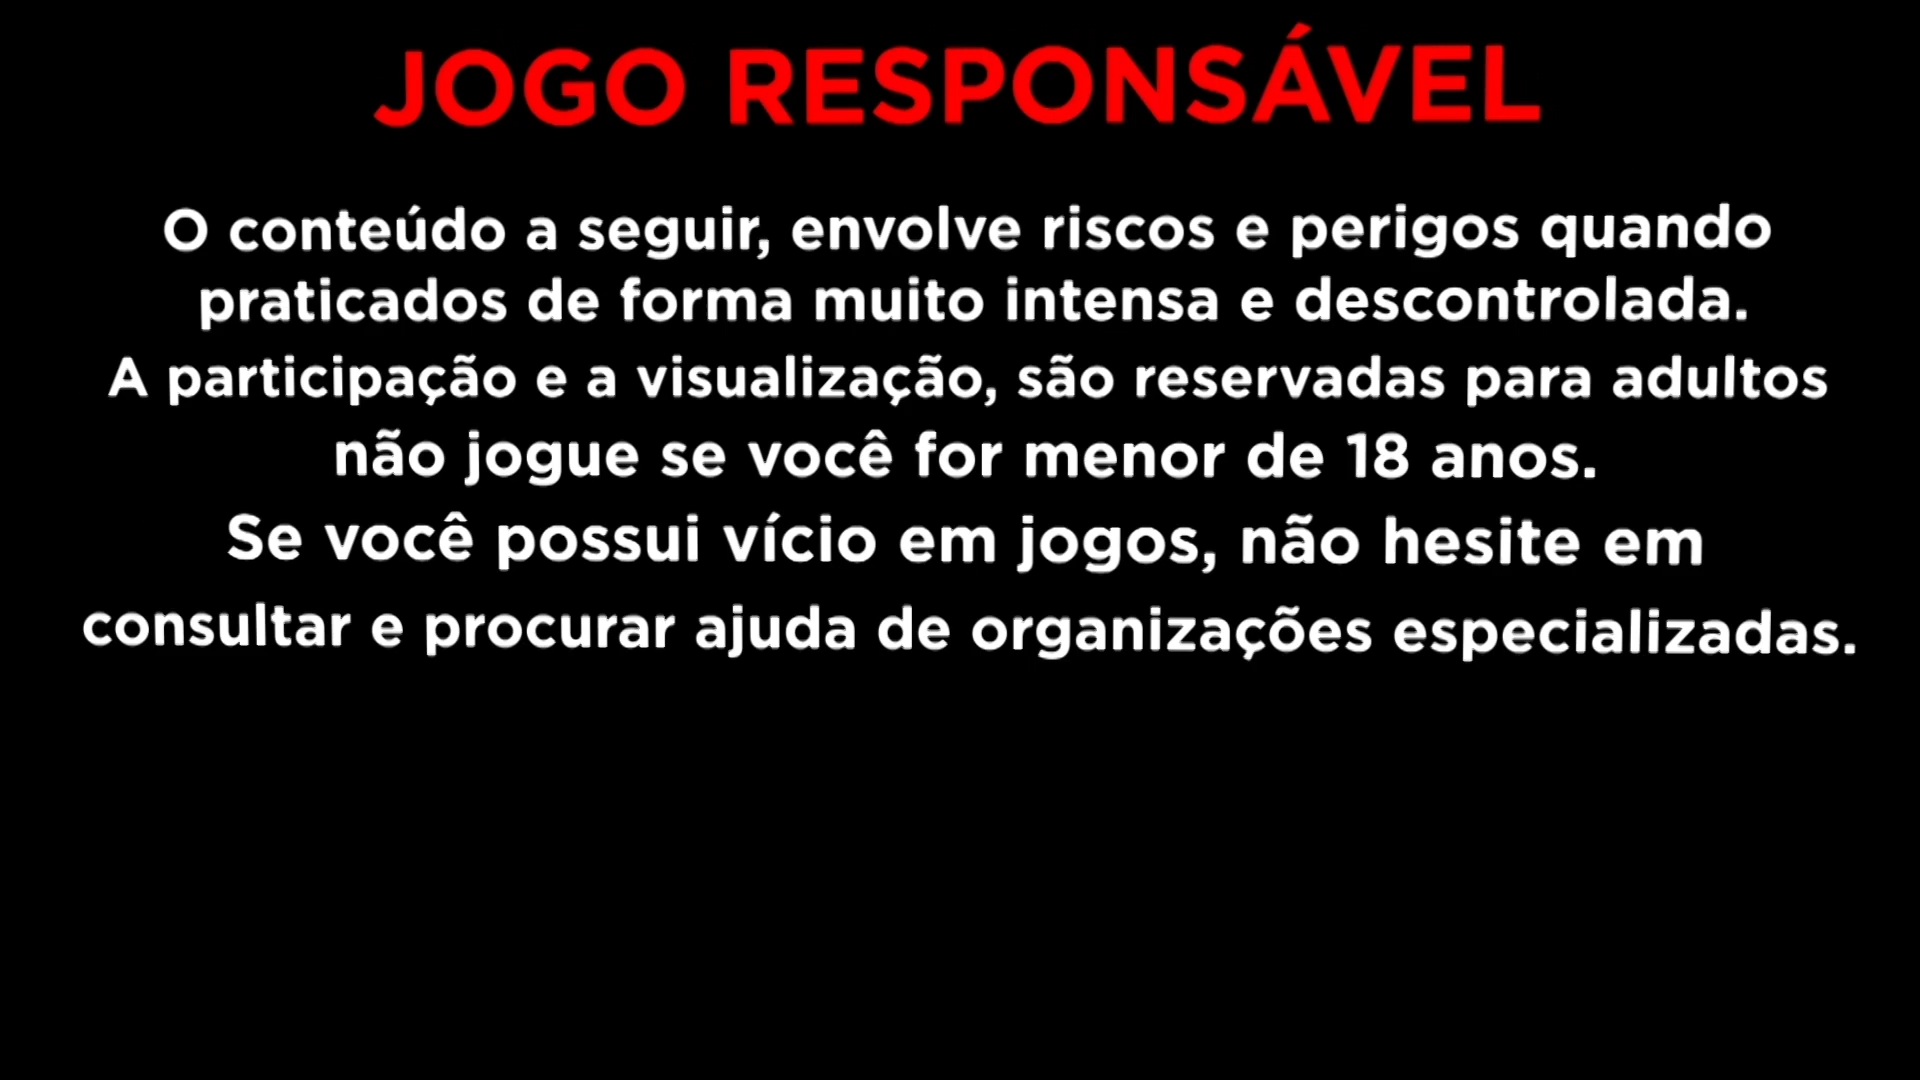 JOGO RESPONSÁVEL
O conteúdo a seguir, envolve riscos e perigos quando
praticados de forma muito intensa e descontrolada.
A participação e a visualização, são reservadas para adultos
não jogue se você for menor de 18 anos.
Se você possui vício em jogos, não hesite em
consultar e procurar ajuda de organizações especializadas.